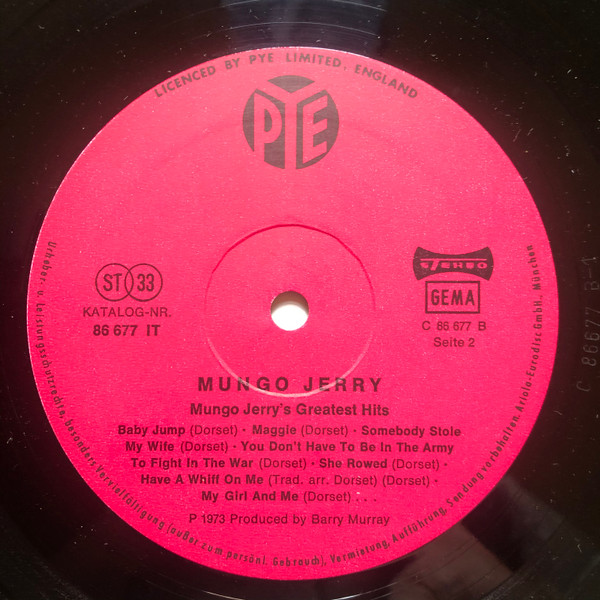 LICENCED BY PYE LIMITED, ENGLAND
PYE
STEREO
ST 33
GEMA
KATALOG-NR.
86 677 IT
C 86 677 B
Seite 2
MUNGO JERRY
Mungo Jerry's Greatest Hits
Baby Jump (Dorset) · Maggie (Dorset) · Somebody Stole
My Wife (Dorset) · You Don't Have To Be In The Army
To Fight In The War (Dorset) · She Rowed (Dorset) ·
Have A Whiff On Me (Trad. arr. Dorset) (Dorset) ·
My Girl And Me (Dorset) . . .
P 1973 Produced by Barry Murray
Urheber- u. Leistungsschutzrechte, besonders Vervielfältigung (außer zum persönl. Gebrauch), Vermietung, Aufführung, Sendung vorbehalten. Ariola-Eurodisc GmbH., München
C 86677 B-1